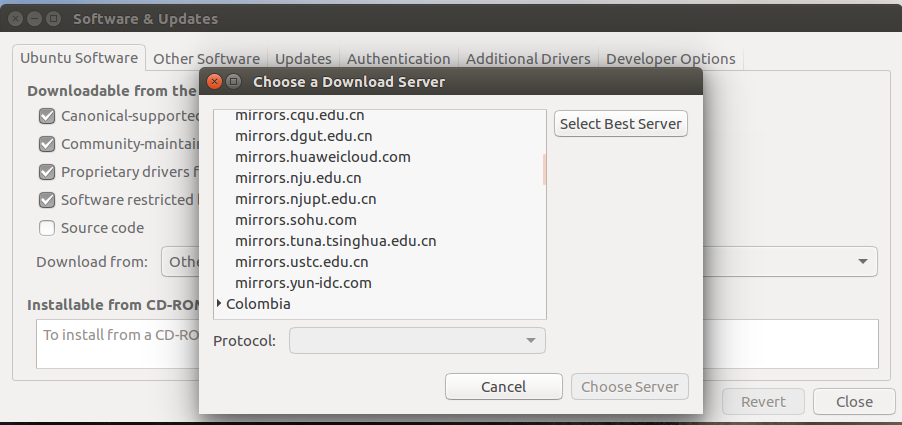 Software & Updates
Ubuntu Software
Other Software
Updates
Authentication
Additional Drivers
Developer Options
Downloadable from the
Canonical-supported
Community-maintain
Proprietary drivers f
Software restricted
Source code
Download from:
Othe
Installable from CD-ROM
To install from a CD-RO
Revert
Close
Choose a Download Server
mirrors.cqu.edu.cn
mirrors.dgut.edu.cn
mirrors.huaweicloud.com
mirrors.nju.edu.cn
mirrors.njupt.edu.cn
mirrors.sohu.com
mirrors.tuna.tsinghua.edu.cn
mirrors.ustc.edu.cn
mirrors.yun-idc.com
Colombia
Select Best Server
Protocol:
Cancel
Choose Server